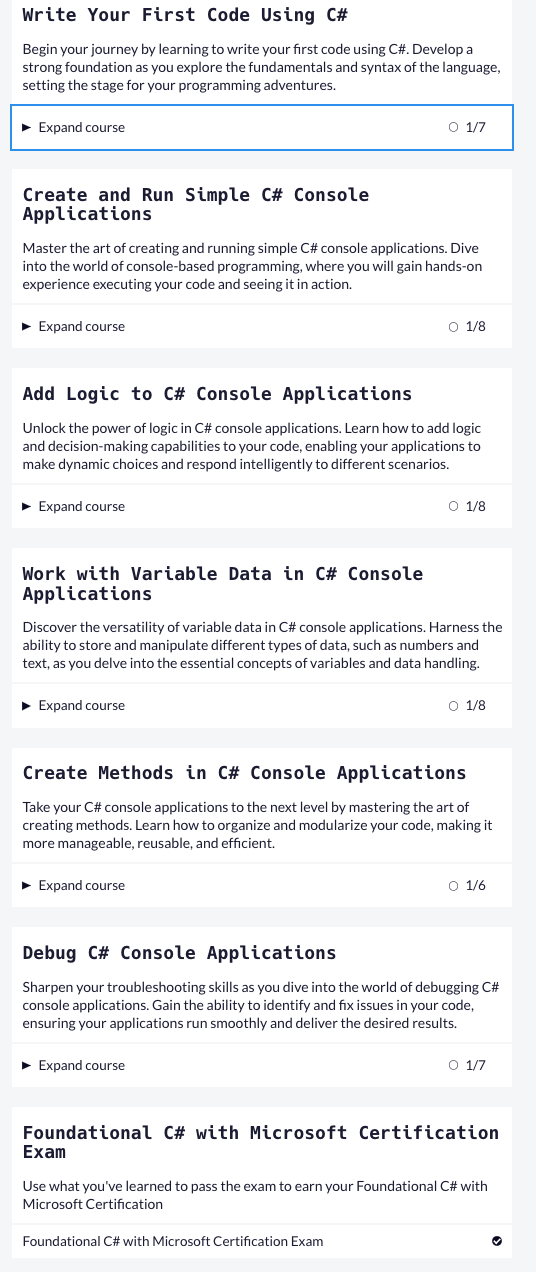 Write Your First Code Using C#
Begin your journey by learning to write your first code using C#. Develop a
strong foundation as you explore the fundamentals and syntax of the language,
setting the stage for your programming adventures.
Expand course 1/7
Create and Run Simple C# Console
Applications
Master the art of creating and running simple C# console applications. Dive
into the world of console-based programming, where you will gain hands-on
experience executing your code and seeing it in action.
Expand course 1/8
Add Logic to C# Console Applications
Unlock the power of logic in C# console applications. Learn how to add logic
and decision-making capabilities to your code, enabling your applications to
make dynamic choices and respond intelligently to different scenarios.
Expand course 1/8
Work with Variable Data in C# Console
Applications
Discover the versatility of variable data in C# console applications. Harness the
ability to store and manipulate different types of data, such as numbers and
text, as you delve into the essential concepts of variables and data handling.
Expand course 1/8
Create Methods in C# Console Applications
Take your C# console applications to the next level by mastering the art of
creating methods. Learn how to organize and modularize your code, making it
more manageable, reusable, and efficient.
Expand course 1/6
Debug C# Console Applications
Sharpen your troubleshooting skills as you dive into the world of debugging C#
console applications. Gain the ability to identify and fix issues in your code,
ensuring your applications run smoothly and deliver the desired results.
Expand course 1/7
Foundational C# with Microsoft Certification
Exam
Use what you've learned to pass the exam to earn your Foundational C# with
Microsoft Certification
Foundational C# with Microsoft Certification Exam